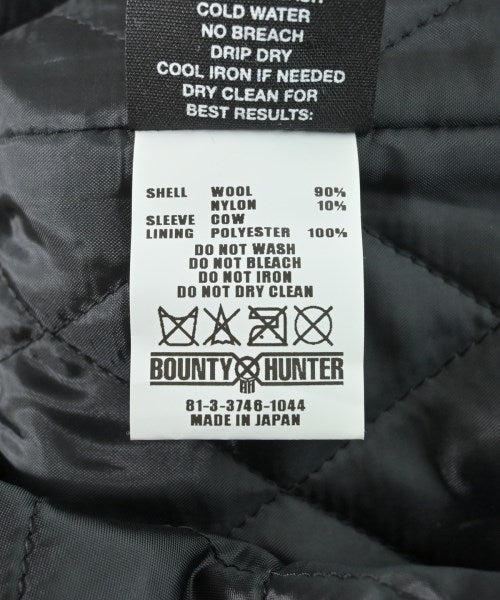 COLD WATER
NO BREACH
DRIP DRY
COOL IRON IF NEEDED
DRY CLEAN FOR
BEST RESULTS:
SHELL WOOL 90%
NYLON 10%
SLEEVE COW
LINING POLYESTER 100%
DO NOT WASH
DO NOT BLEACH
DO NOT IRON
DO NOT DRY CLEAN
BOUNTY HUNTER
81-3-3746-1044
MADE IN JAPAN